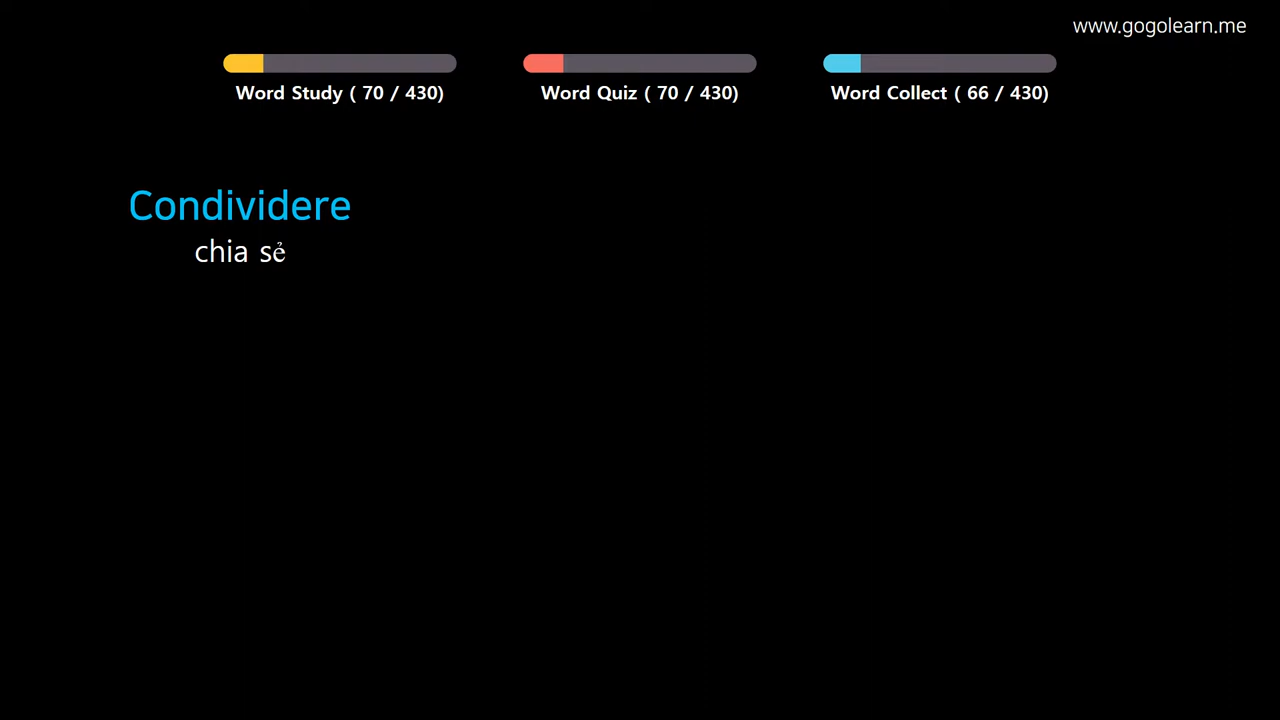 www.gogolearn.me
Word Study ( 70 / 430)
Word Quiz ( 70 / 430)
Word Collect ( 66 / 430)
Condividere
chia sẻ